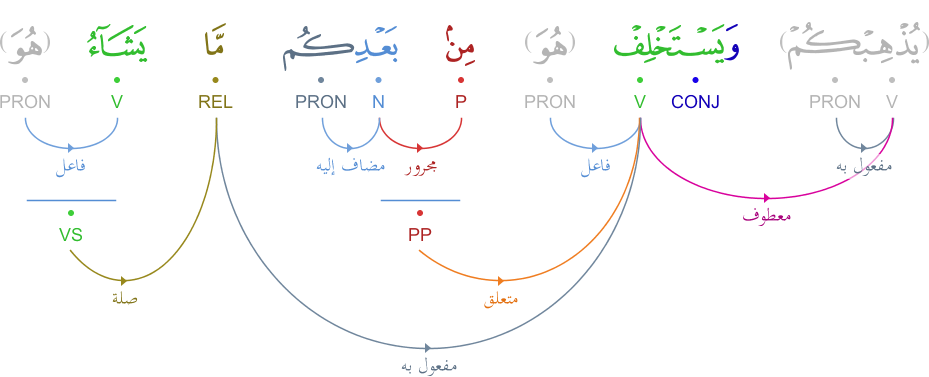 (يُذْهِبْكُمْ) وَيَسْتَخْلِفْ (هُوَ) مِنۢ بَعْدِكُم مَّا يَشَآءُ (هُوَ)
V PRON CONJ V PRON P N PRON REL V PRON
مفعول به فاعل مجرور مضاف إليه فاعل
معطوف
PP VS
متعلق صلة
مفعول به